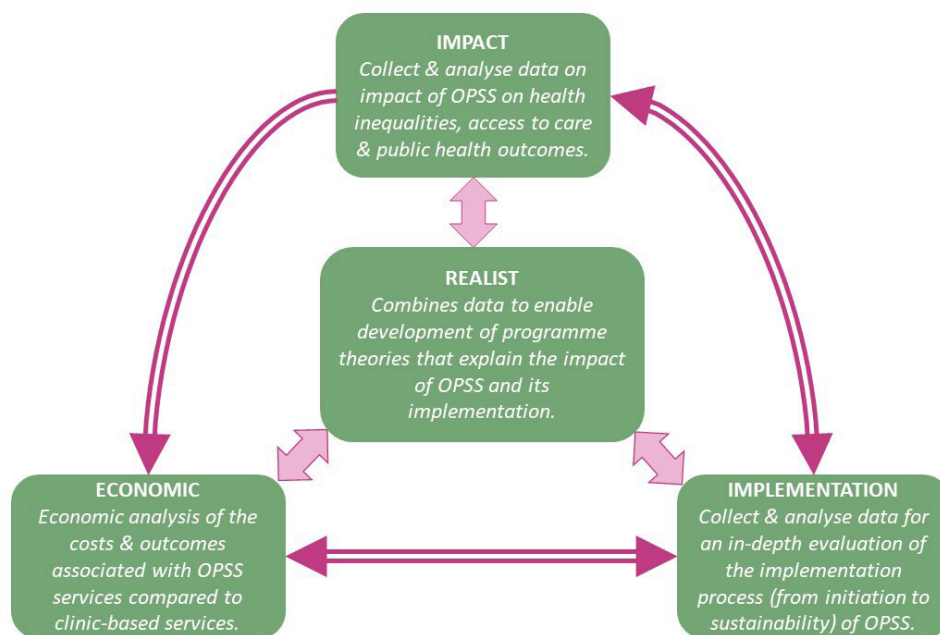 IMPACT
Collect & analyse data on
impact of OPSS on health
inequalities, access to care
& public health outcomes.
REALIST
Combines data to enable
development of programme
theories that explain the impact
of OPSS and its
implementation.
ECONOMIC
Economic analysis of the
costs & outcomes
associated with OPSS
services compared to
clinic-based services.
IMPLEMENTATION
Collect & analyse data for
an in-depth evaluation of
the implementation
process (from initiation to
sustainability) of OPSS.